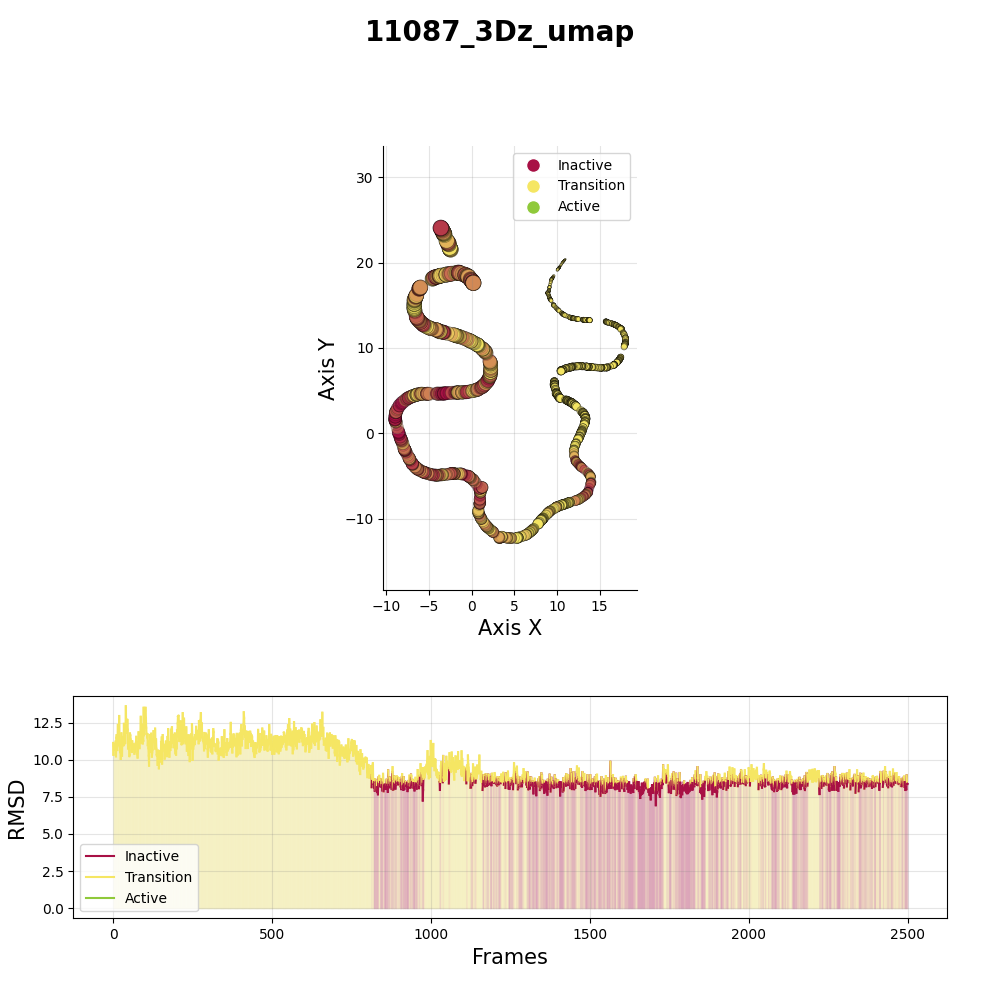 11087_3Dz_umap
Inactive
Transition
Active
30
20
10
0
−10
Axis Y
−10 −5 0 5 10 15
Axis X
12.5
10.0
7.5
5.0
2.5
0.0
RMSD
Inactive
Transition
Active
0 500 1000 1500 2000 2500
Frames